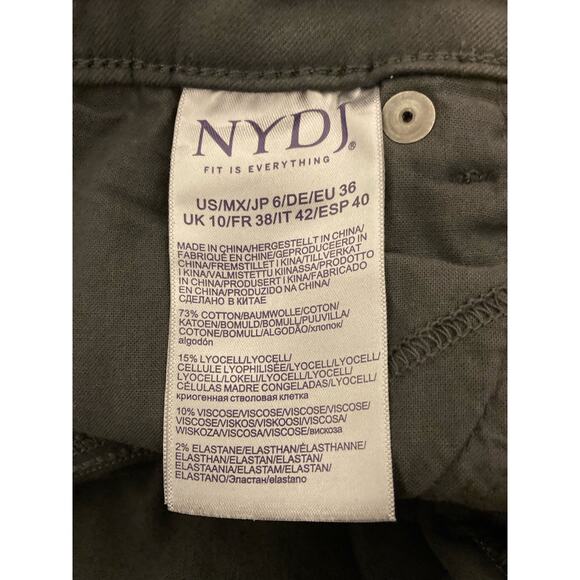 NYDJ®
FIT IS EVERYTHING
US/MX/JP 6/DE/EU 36
UK 10/FR 38/IT 42/ESP 40
MADE IN CHINA/HERGESTELLT IN CHINA/
FABRIQUÉ EN CHINE/GEPRODUCEERD IN
CHINA/FREMSTILLET I KINA/TILLVERKAT
I KINA/VALMISTETTU KIINASSA/PRODOTTO
IN CHINA/PRODUSERT I KINA/FABRICADO
EN CHINA/PRODUZIDO NA CHINA/
СДЕЛАНО В КИТАЕ
73% COTTON/BAUMWOLLE/COTON/
KATOEN/BOMULD/BOMULL/PUUVILLA/
COTONE/BOMULL/ALGODÃO/хлопок/
algodón
15% LYOCELL/LYOCELL/
CELLULE LYOPHILISÉE/LYOCELL/
LYOCELL/LOKELI/LYOCELL/LYOCELL/
CÉLULAS MADRE CONGELADAS/LYOCELL/
криогенная стволовая клетка
10% VISCOSE/VISCOSE/VISCOSE/VISCOSE/
VISCOSE/VISKOS/VISKOOSI/VISCOSA/
WISKOZA/VISCOSA/VISCOSE/вискоза
2% ELASTANE/ELASTHAN/ÉLASTHANNE/
ELASTHAN/ELASTAN/ELASTAN/
ELASTAANIA/ELASTAM/ELASTAN/
ELASTANO/Эластан/elastano